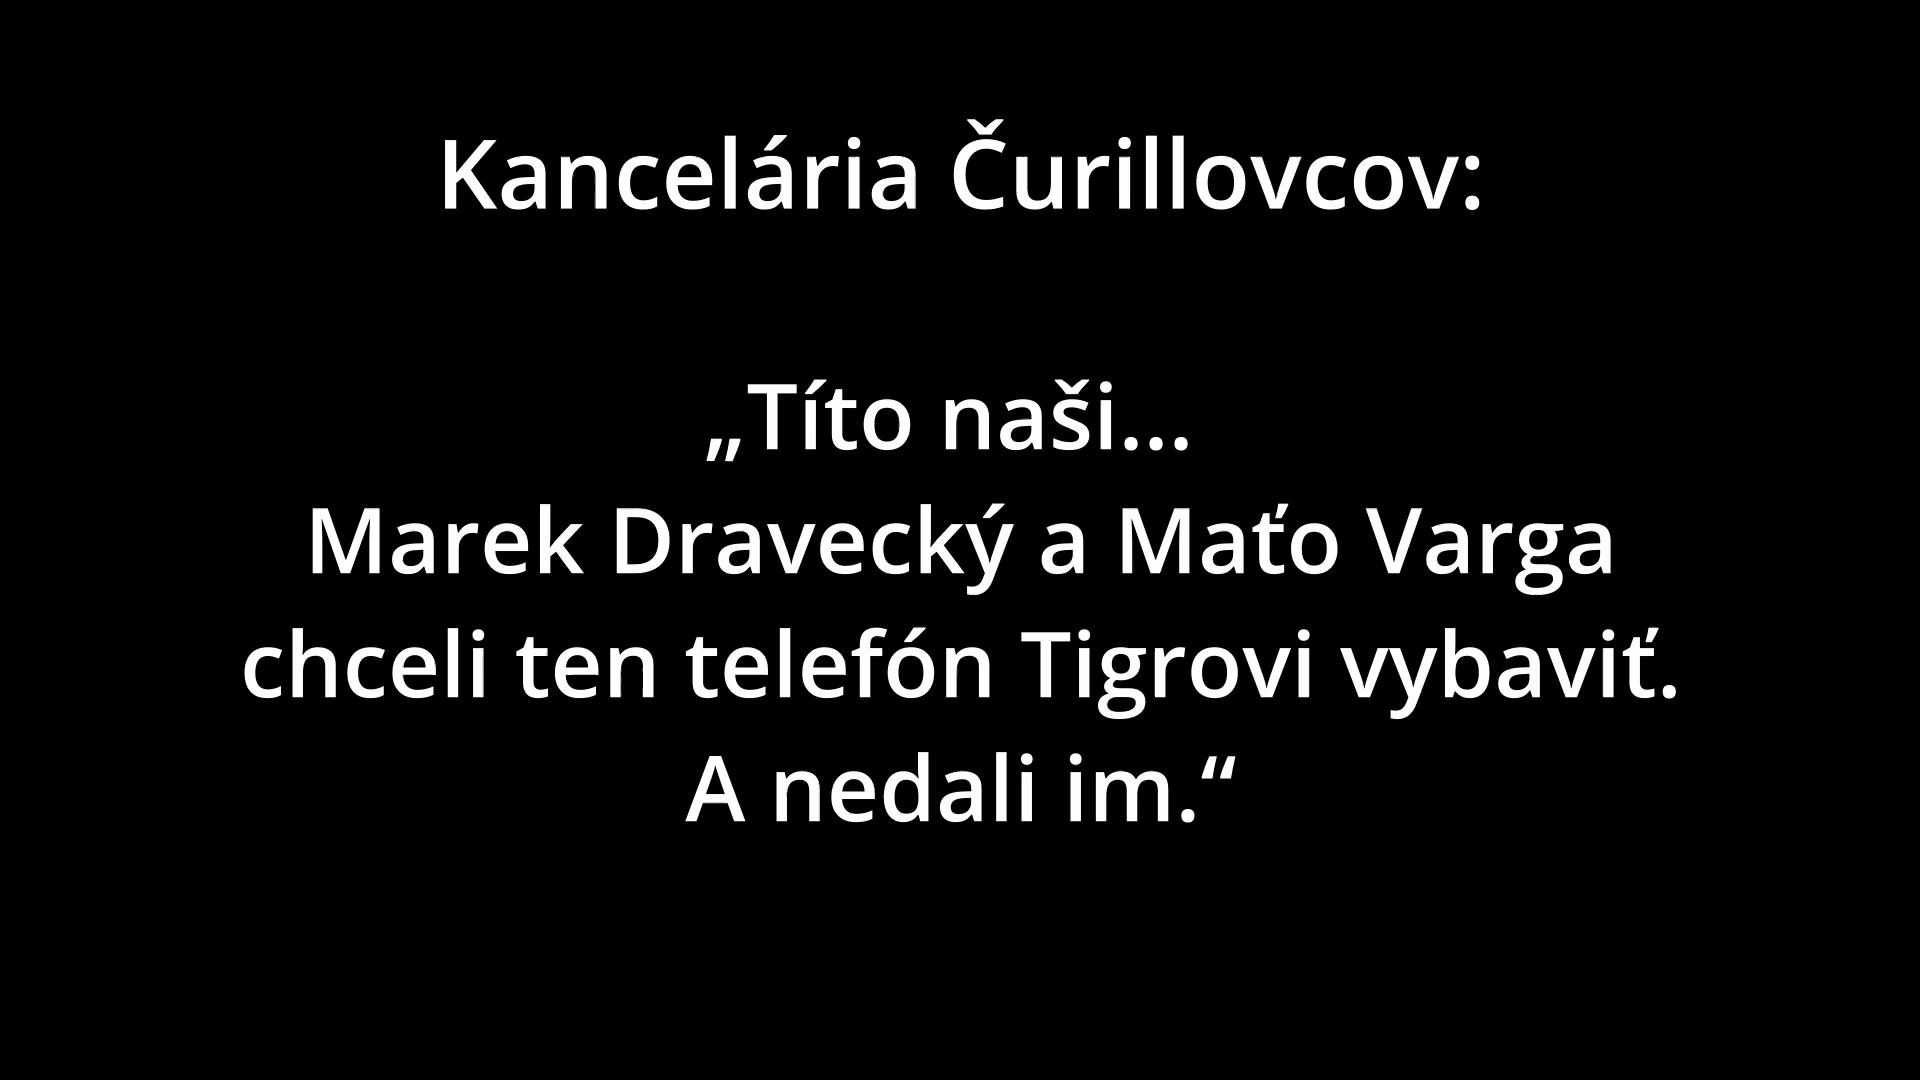 Kancelária Čurillovcov:
„Títo naši...
Marek Dravecký a Maťo Varga
chceli ten telefón Tigrovi vybaviť.
A nedali im.“